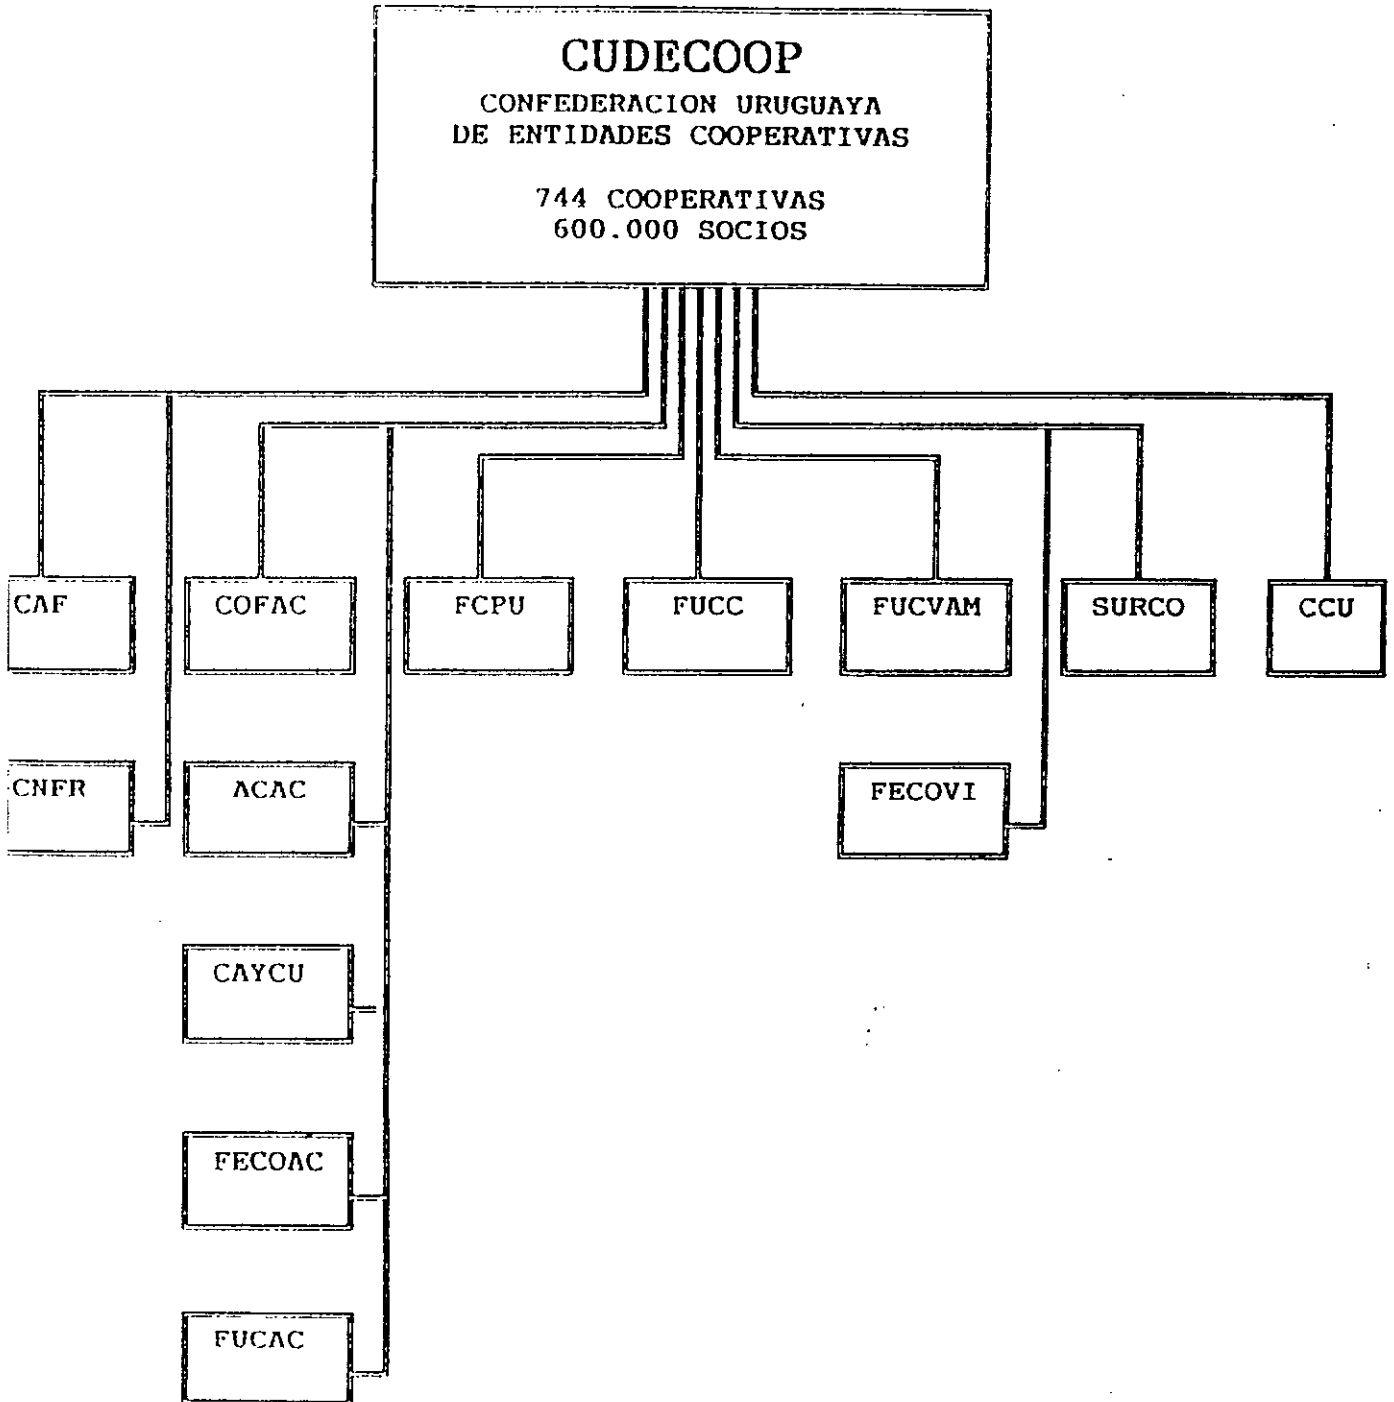 CUDECOOP
CONFEDERACION URUGUAYA
DE ENTIDADES COOPERATIVAS
744 COOPERATIVAS
600.000 SOCIOS
CAF
COFAC
FCPU
FUCC
FUCVAM
SURCO
CCU
CNFR
ACAC
FECOVI
CAYCU
FECOAC
FUCAC